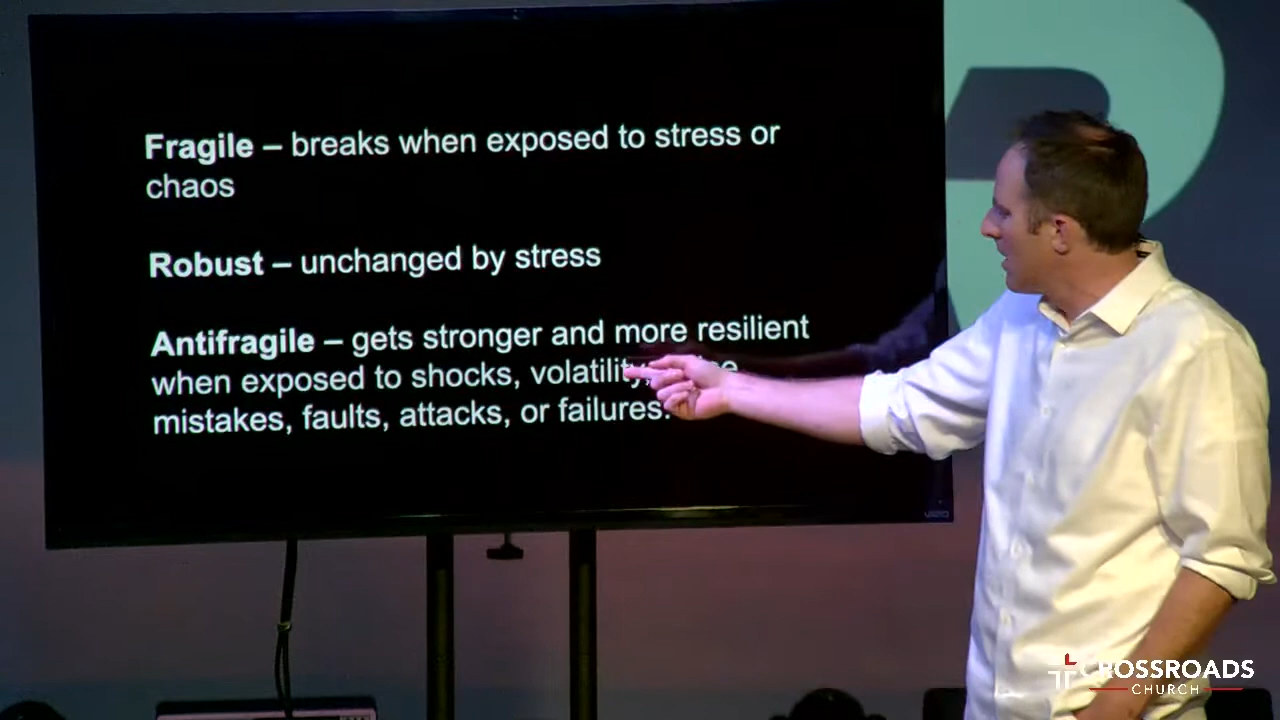 Fragile – breaks when exposed to stress or
chaos
Robust – unchanged by stress
Antifragile – gets stronger and more resilient
when exposed to shocks, volatility,
mistakes, faults, attacks, or failures.
VIZIO
CROSSROADS
CHURCH